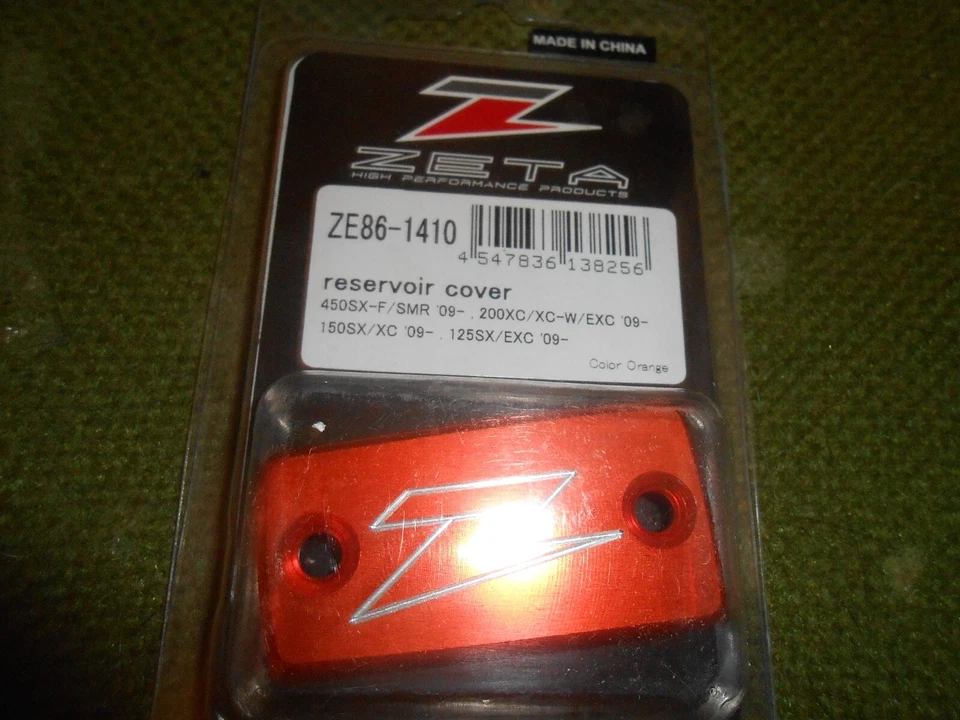 MADE IN CHINA
ZETA
HIGH PERFORMANCE PRODUCTS
ZE86-1410
4 547836 138256
reservoir cover
450SX-F/SMR '09- . 200XC/XC-W/EXC '09-
150SX/XC '09- . 125SX/EXC '09-
Color Orange